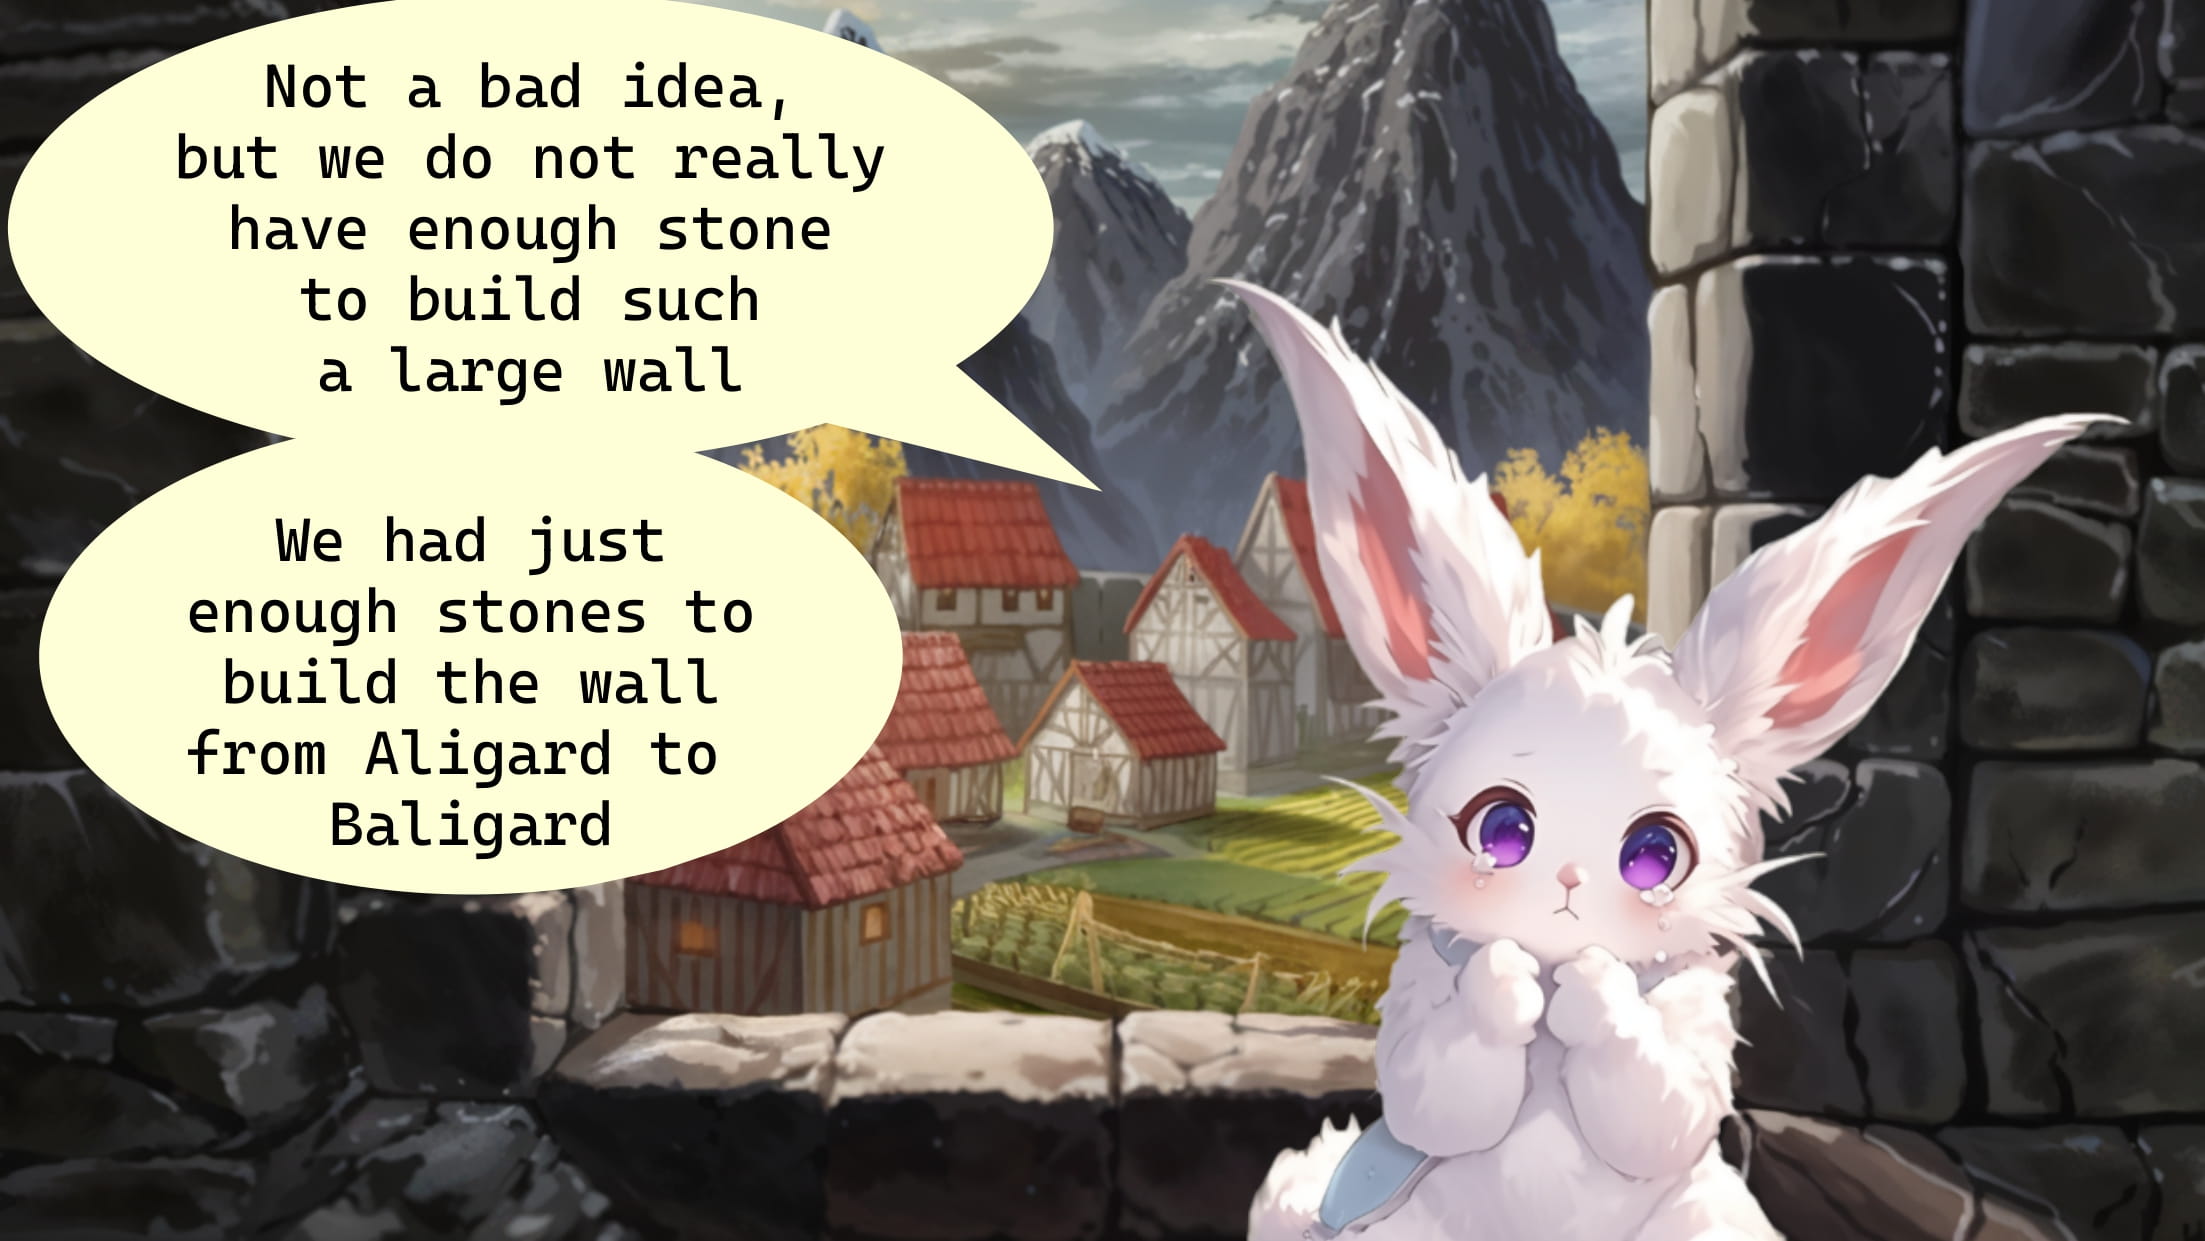 Not a bad idea,
but we do not really
have enough stone
to build such
a large wall
We had just
enough stones to
build the wall
from Aligard to
Baligard